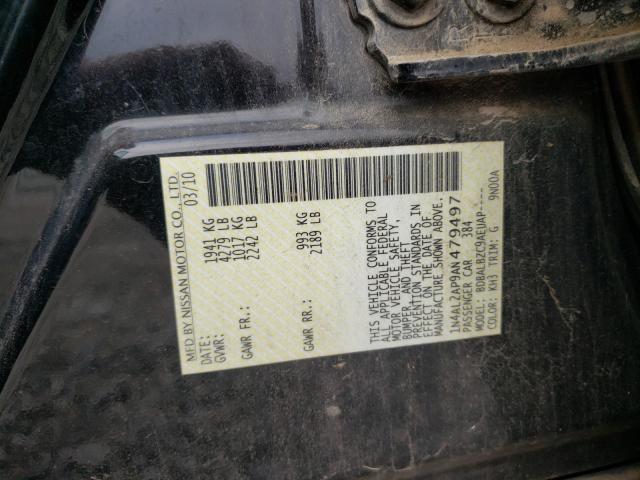 MFD BY NISSAN MOTOR CO., LTD.
DATE: 03/10
GVWR: 1941 KG
4279 LB
GAWR FR.: 1017 KG
2242 LB
GAWR RR.: 993 KG
2189 LB
THIS VEHICLE CONFORMS TO
ALL APPLICABLE FEDERAL
MOTOR VEHICLE SAFETY,
BUMPER, AND THEFT
PREVENTION STANDARDS IN
EFFECT ON THE DATE OF
MANUFACTURE SHOWN ABOVE.
1N4AL2AP9AN479497
PASSENGER CAR 384
MODEL: BDBALBZC9AEUAP----
COLOR: KH3 TRIM: G 9N00A